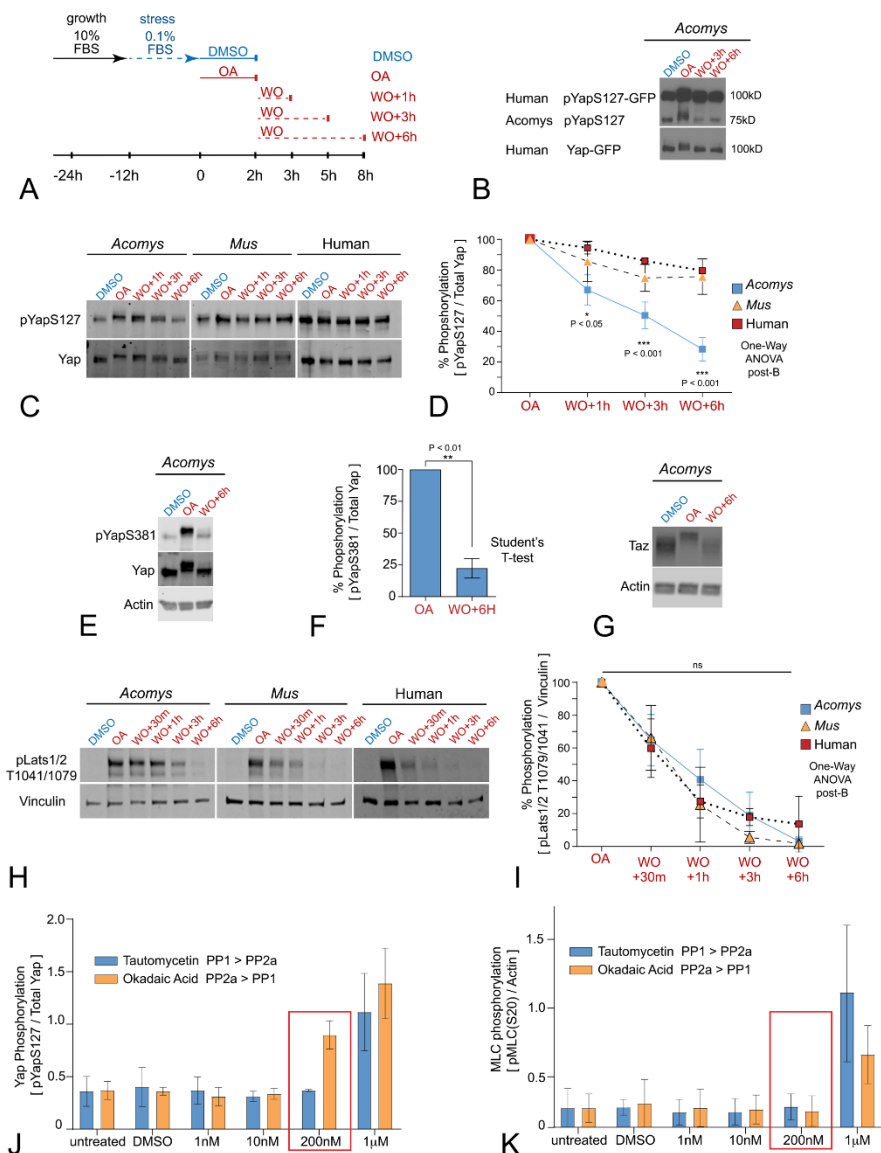 growth
10%
FBS
stress
0.1%
FBS
DMSO
OA
WO
WO
WO
DMSO
OA
WO+1h
WO+3h
WO+6h
-24h
-12h
0
2h
3h
5h
8h
A
Acomys
DMSO
OA
WO+3h
WO+6h
Human pYapS127-GFP 100kD
Acomys pYapS127 75kD
Human Yap-GFP 100kD
B
Acomys
Mus
Human
DMSO
OA
WO+1h
WO+3h
WO+6h
DMSO
OA
WO+1h
WO+3h
WO+6h
DMSO
OA
WO+1h
WO+3h
WO+6h
pYapS127
Yap
C
% Phopshorylation
[ pYapS127 / Total Yap ]
100
80
60
40
20
0
*
P < 0.05
***
P < 0.001
***
P < 0.001
Acomys
Mus
Human
One-Way
ANOVA
post-B
OA
WO+1h
WO+3h
WO+6h
D
Acomys
DMSO
OA
WO+6h
pYapS381
Yap
Actin
E
% Phopshorylation
[ pYapS381 / Total Yap ]
100
75
50
25
0
P < 0.01
**
Student's
T-test
OA
WO+6H
F
Acomys
DMSO
OA
WO+6h
Taz
Actin
G
Acomys
Mus
Human
DMSO
OA
WO+30m
WO+1h
WO+3h
WO+6h
DMSO
OA
WO+30m
WO+1h
WO+3h
WO+6h
DMSO
OA
WO+30m
WO+1h
WO+3h
WO+6h
pLats1/2
T1041/1079
Vinculin
H
% Phosphorylation
[ pLats1/2 T1079/1041 / Vinculin ]
100
80
60
40
20
0
ns
Acomys
Mus
Human
One-Way
ANOVA
post-B
OA
WO
+30m
WO
+1h
WO
+3h
WO
+6h
I
Yap Phosphorylation
[ pYapS127 / Total Yap ]
2.0
1.5
1.0
0.5
0
Tautomycetin PP1 > PP2a
Okadaic Acid PP2a > PP1
untreated
DMSO
1nM
10nM
200nM
1µM
J
MLC phosphorylation
[ pMLC(S20) / Actin ]
1.5
1.0
0.5
0
Tautomycetin PP1 > PP2a
Okadaic Acid PP2a > PP1
untreated
DMSO
1nM
10nM
200nM
1µM
K